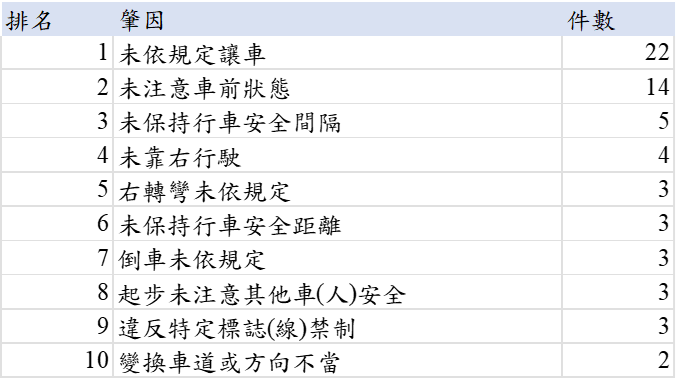 排名 肇因 件數
1 未依規定讓車 22
2 未注意車前狀態 14
3 未保持行車安全間隔 5
4 未靠右行駛 4
5 右轉彎未依規定 3
6 未保持行車安全距離 3
7 倒車未依規定 3
8 起步未注意其他車(人)安全 3
9 違反特定標誌(線)禁制 3
10 變換車道或方向不當 2